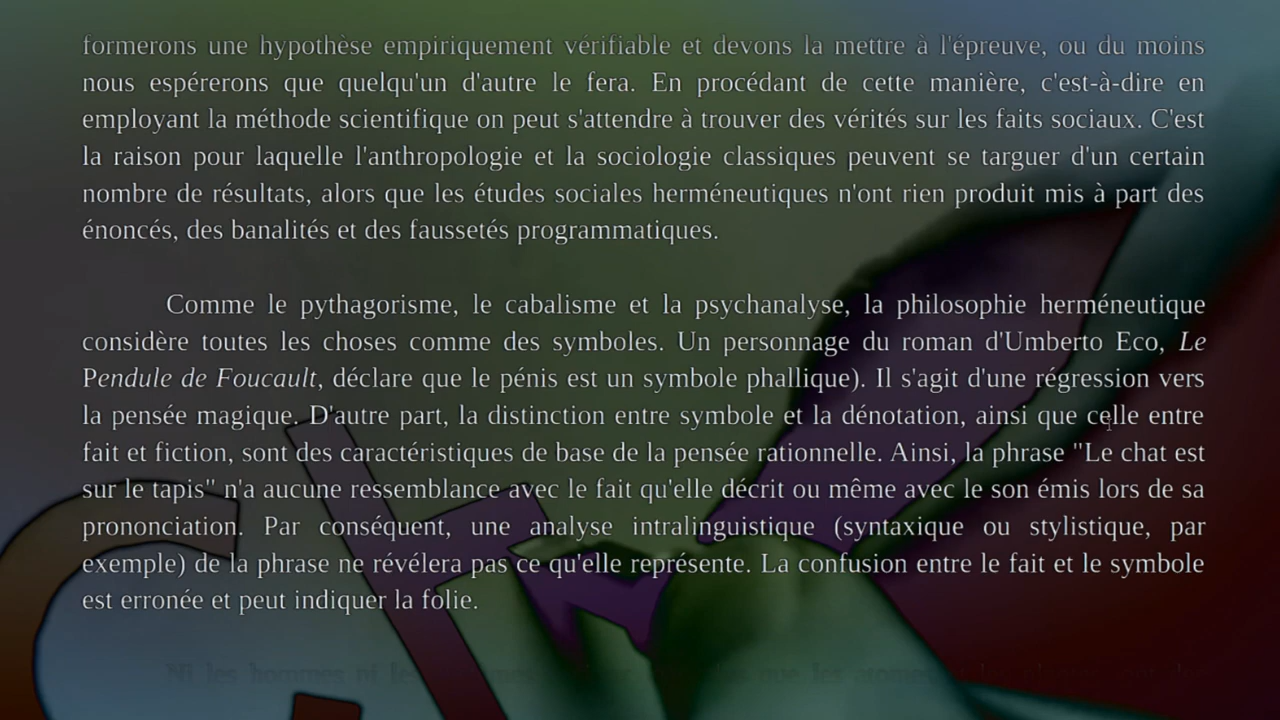 formerons une hypothèse empiriquement vérifiable et devons la mettre à l'épreuve, ou du moins
nous espérerons que quelqu'un d'autre le fera. En procédant de cette manière, c'est-à-dire en
employant la méthode scientifique on peut s'attendre à trouver des vérités sur les faits sociaux. C'est
la raison pour laquelle l'anthropologie et la sociologie classiques peuvent se targuer d'un certain
nombre de résultats, alors que les études sociales herméneutiques n'ont rien produit mis à part des
énoncés, des banalités et des faussetés programmatiques.
Comme le pythagorisme, le cabalisme et la psychanalyse, la philosophie herméneutique
considère toutes les choses comme des symboles. Un personnage du roman d'Umberto Eco, Le
Pendule de Foucault, déclare que le pénis est un symbole phallique). Il s'agit d'une régression vers
la pensée magique. D'autre part, la distinction entre symbole et la dénotation, ainsi que celle entre
fait et fiction, sont des caractéristiques de base de la pensée rationnelle. Ainsi, la phrase "Le chat est
sur le tapis" n'a aucune ressemblance avec le fait qu'elle décrit ou même avec le son émis lors de sa
prononciation. Par conséquent, une analyse intralinguistique (syntaxique ou stylistique, par
exemple) de la phrase ne révélera pas ce qu'elle représente. La confusion entre le fait et le symbole
est erronée et peut indiquer la folie.
Ni les hommes ni